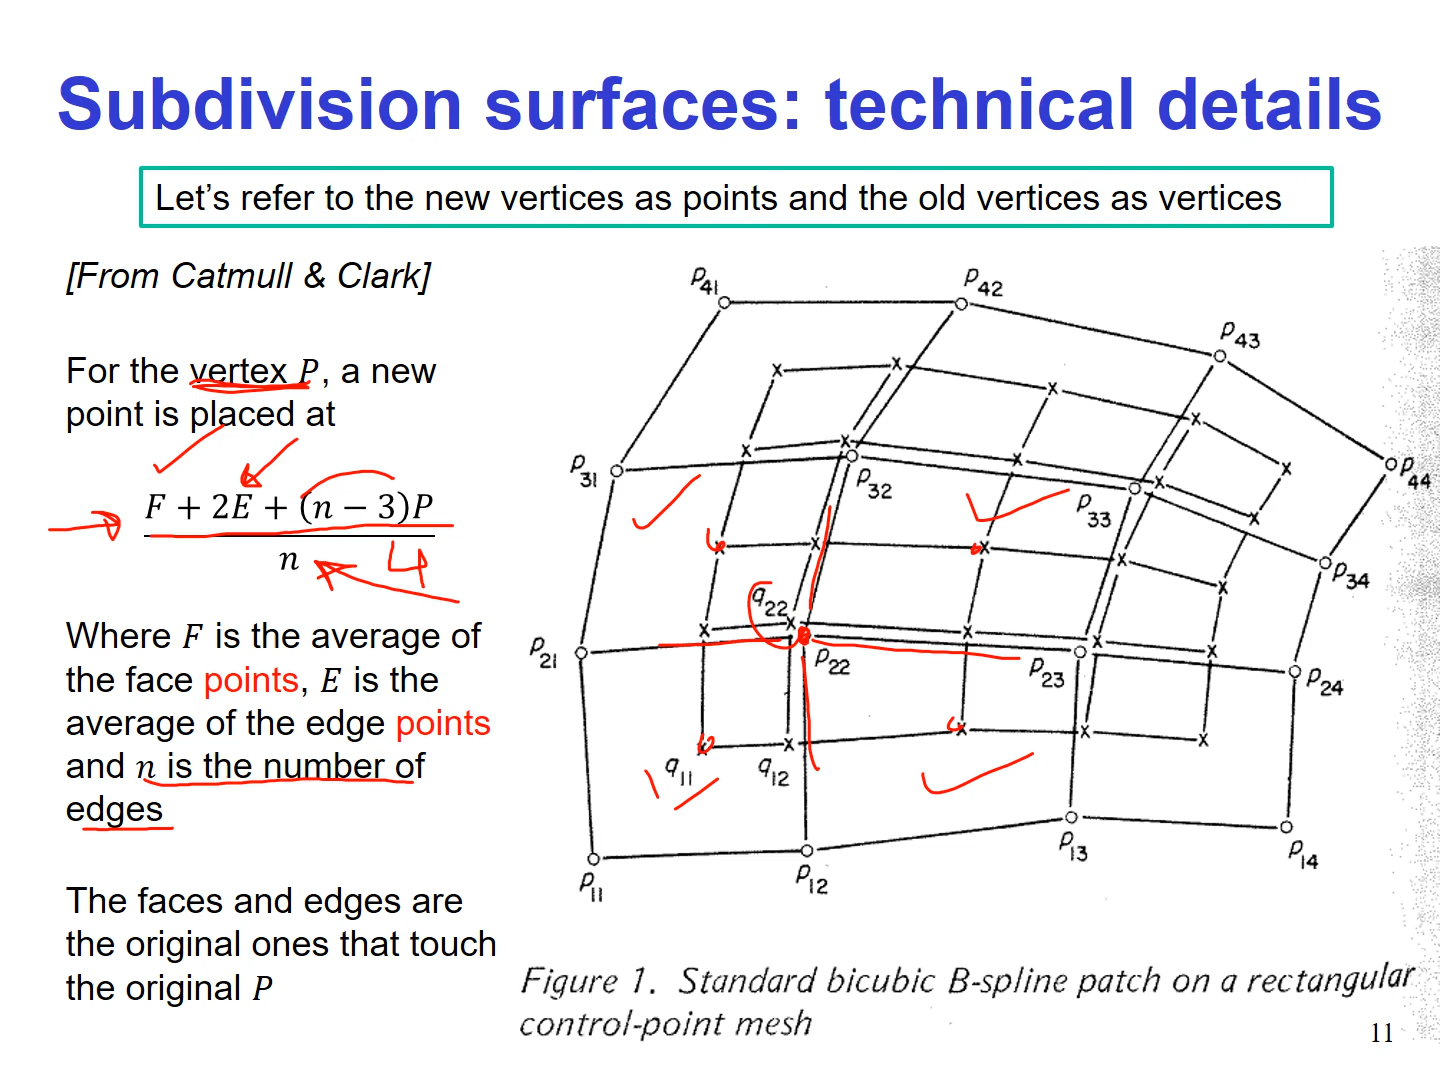 Subdivision surfaces: technical details
Let’s refer to the new vertices as points and the old vertices as vertices
[From Catmull & Clark]
For the vertex P, a new
point is placed at
F + 2E + (n − 3)P
n
4
Where F is the average of
the face points, E is the
average of the edge points
and n is the number of
edges
The faces and edges are
the original ones that touch
the original P
P41
P42
P43
P31
P32
P33
P44
P34
q22
P21
P22
P23
P24
q11
q12
P11
P12
P13
P14
Figure 1. Standard bicubic B-spline patch on a rectangular
control-point mesh
11